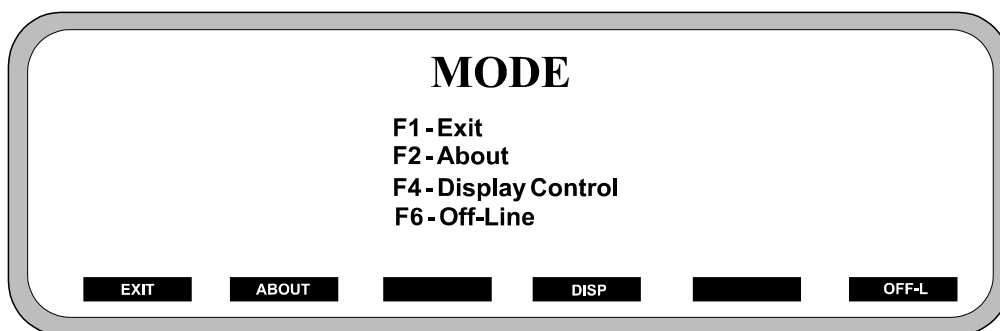 MODE
F1 - Exit
F2 - About
F4 - Display Control
F6 - Off-Line
EXIT ABOUT DISP OFF-L